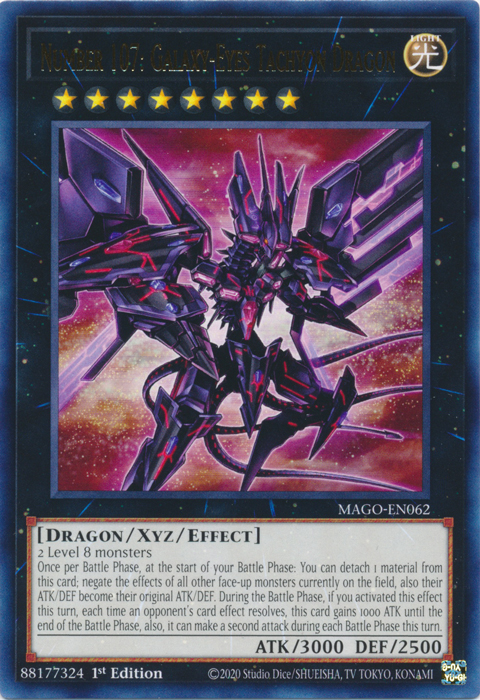 NUMBER 107: GALAXY-EYES TACHYON DRAGON
LIGHT
光
MAGO-EN062
[DRAGON/XYZ/EFFECT]
2 Level 8 monsters
Once per Battle Phase, at the start of your Battle Phase: You can detach 1 material from
this card; negate the effects of all other face-up monsters currently on the field, also their
ATK/DEF become their original ATK/DEF. During the Battle Phase, if you activated this effect
this turn, each time an opponent's card effect resolves, this card gains 1000 ATK until the
end of the Battle Phase, also, it can make a second attack during each Battle Phase this turn.
ATK/3000 DEF/2500
88177324 1st Edition
©2020 Studio Dice/SHUEISHA, TV TOKYO, KONAMI